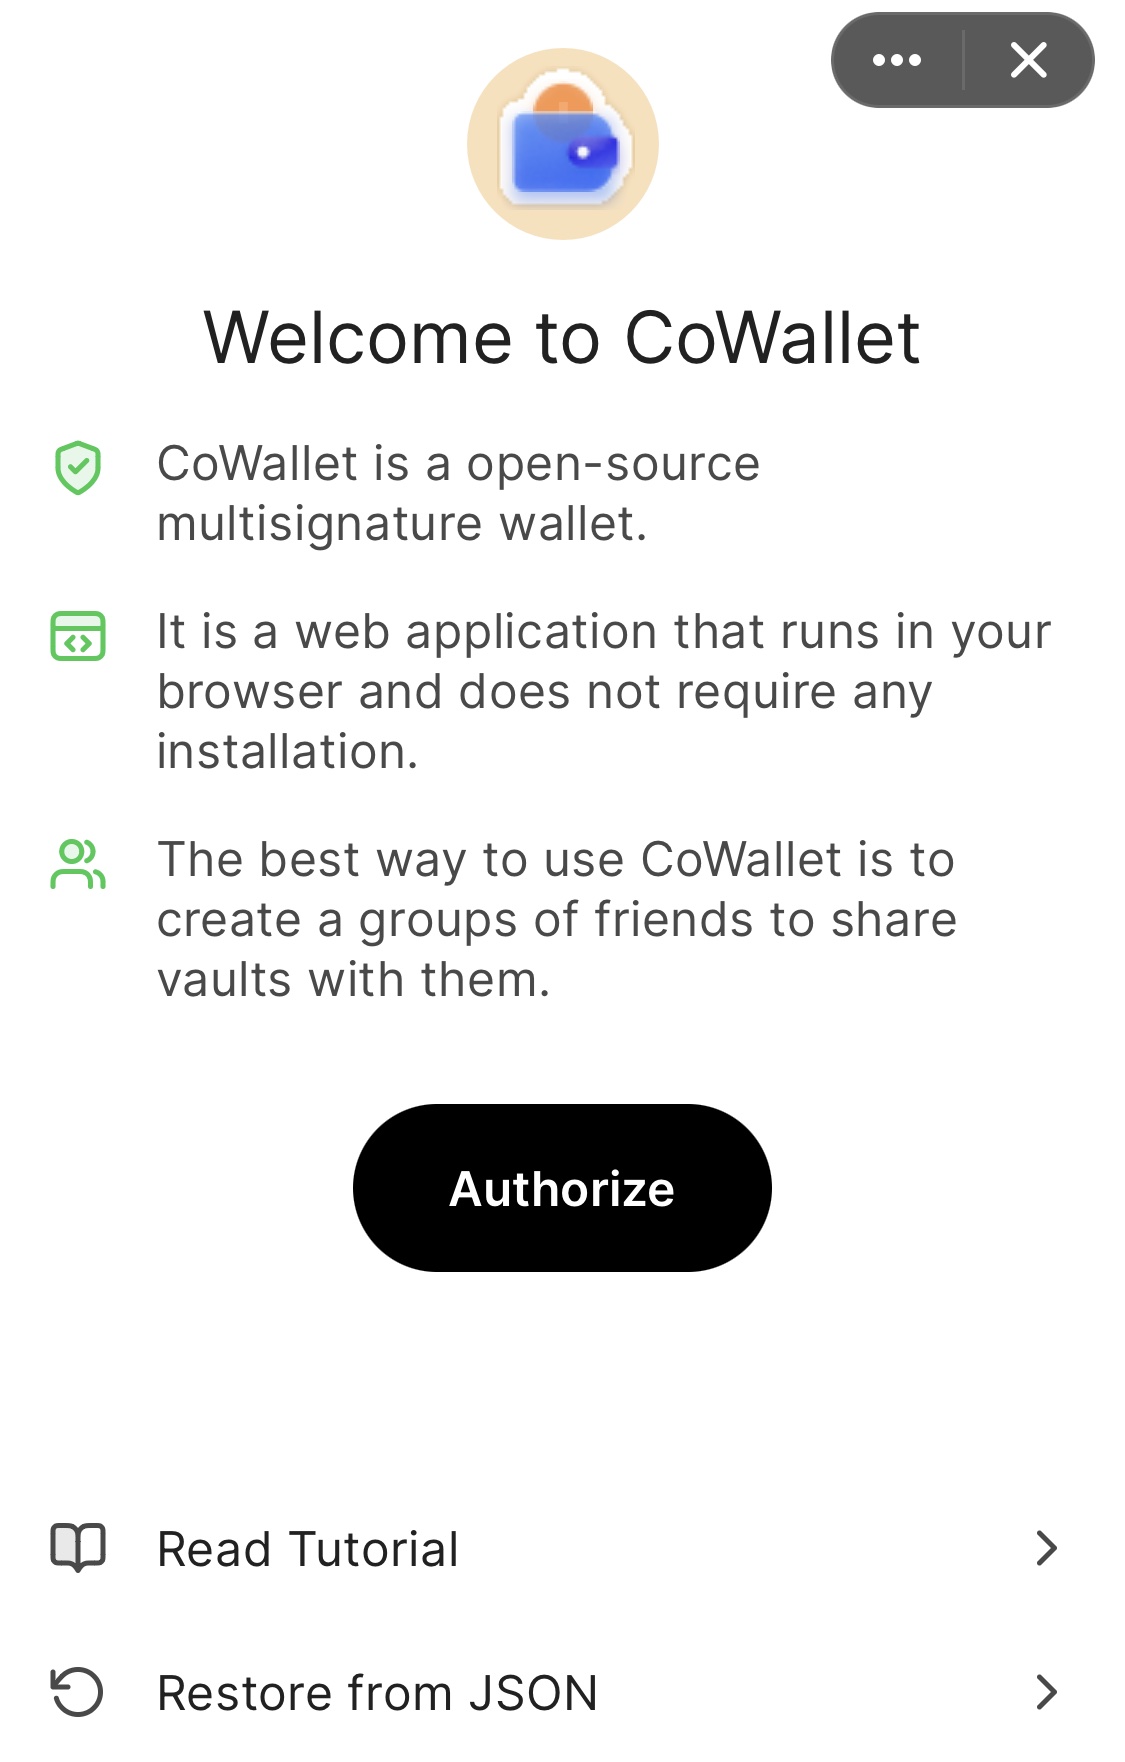 Welcome to CoWallet
CoWallet is a open-source
multisignature wallet.
It is a web application that runs in your
browser and does not require any
installation.
The best way to use CoWallet is to
create a groups of friends to share
vaults with them.
Authorize
Read Tutorial
Restore from JSON